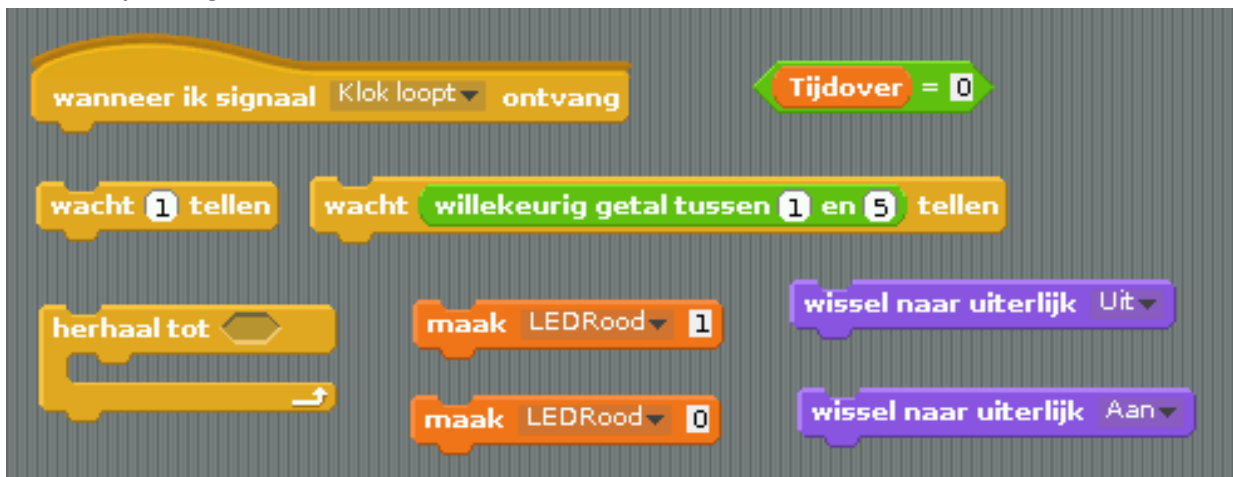 wanneer ik signaal Klok loopt ontvang
Tijdover = 0
wacht 1 tellen
wacht willekeurig getal tussen 1 en 5 tellen
herhaal tot
maak LEDRood 1
wissel naar uiterlijk Uit
maak LEDRood 0
wissel naar uiterlijk Aan